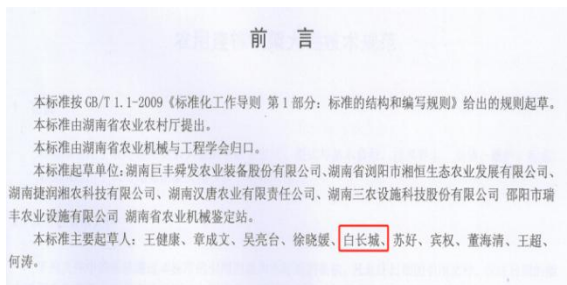 前 言
本标准按 GB/T 1.1-2009《标准化工作导则 第 1 部分：标准的结构和编写规则》给出的规则起草。
本标准由湖南省农业农村厅提出。
本标准由湖南省农业机械与工程学会归口。
本标准起草单位：湖南巨丰舜发农业装备股份有限公司、湖南省浏阳市湘恒生态农业发展有限公司、
湖南捷润湘农科技有限公司、湖南汉唐农业有限责任公司、湖南三农设施科技股份有限公司 邵阳市瑞
丰农业设施有限公司 湖南省农业机械鉴定站。
本标准主要起草人：王健康、章成文、吴亮台、徐晓媛、白长城、苏好、宾权、董海清、王超、
何涛。